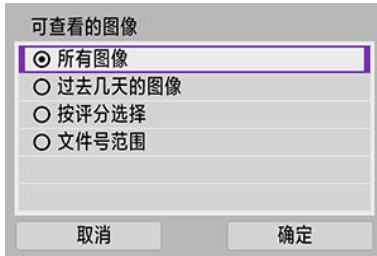 可查看的图像
所有图像
过去几天的图像
按评分选择
文件号范围
取消
确定